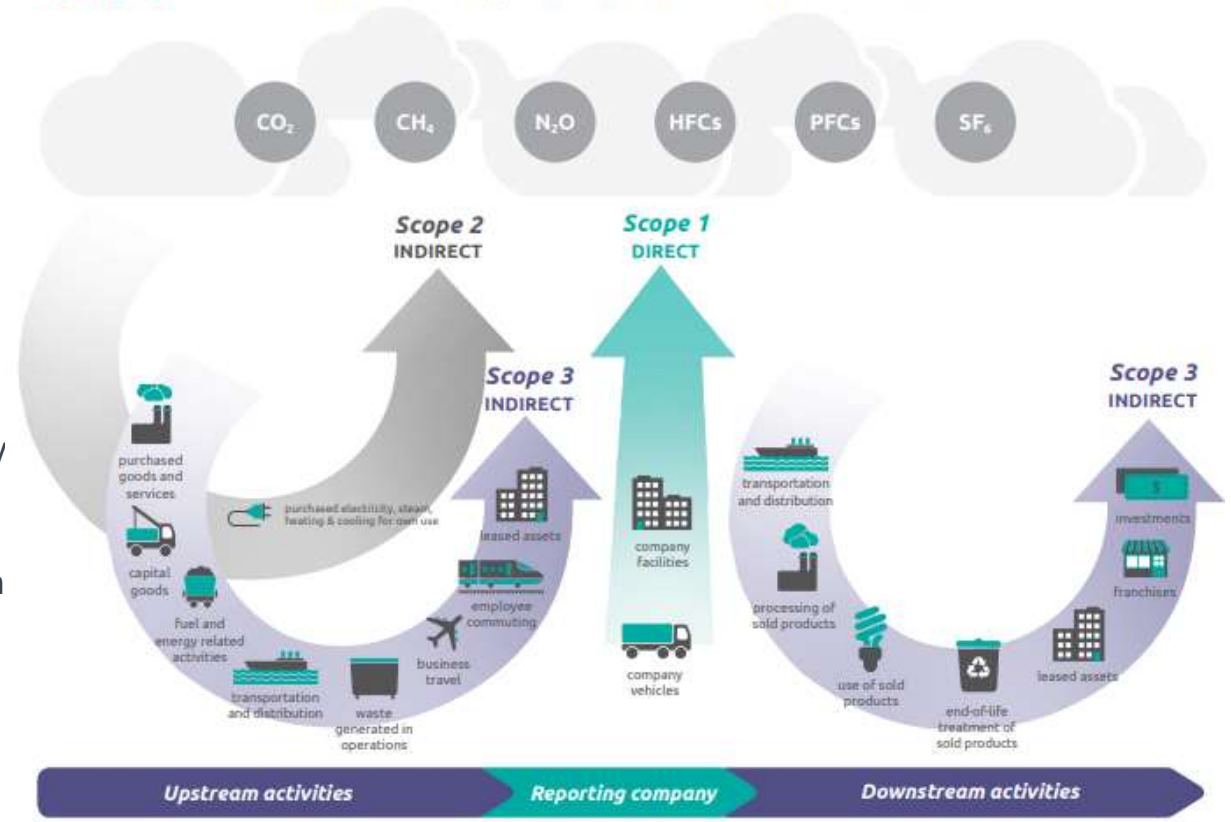 CO₂
CH₄
N₂O
HFCs
PFCs
SF₆
Scope 2
INDIRECT
Scope 1
DIRECT
Scope 3
INDIRECT
Scope 3
INDIRECT
purchased
goods and
services
capital
goods
fuel and
energy related
activities
transportation
and distribution
waste
generated in
operations
business
travel
employee
commuting
leased assets
purchased electricity, steam,
heating & cooling for own use
company
facilities
company
vehicles
transportation
and distribution
processing of
sold products
use of sold
products
end-of-life
treatment of
sold products
leased assets
franchises
$
investments
Upstream activities
Reporting company
Downstream activities